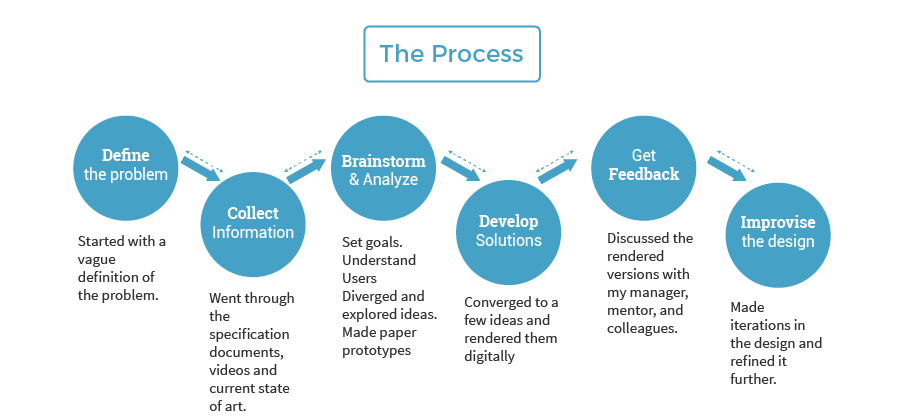 The Process
Define
the problem
Started with a
vague
definition of
the problem.
Collect
Information
Went through
the
specification
documents,
videos and
current state
of art.
Brainstorm
& Analyze
Set goals.
Understand
Users
Diverged and
explored ideas.
Made paper
prototypes
Develop
Solutions
Converged to a
few ideas and
rendered them
digitally
Get
Feedback
Discussed the
rendered
versions with
my manager,
mentor, and
colleagues.
Improvise
the design
Made
iterations in
the design and
refined it
further.